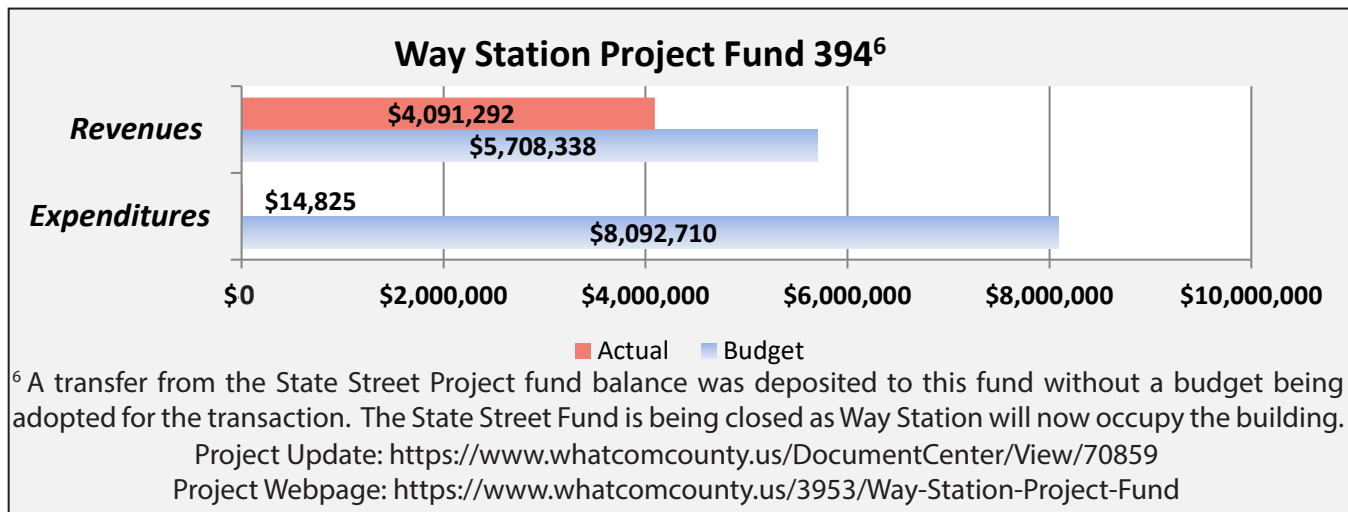 Way Station Project Fund 394⁶
Revenues
$4,091,292
$5,708,338
Expenditures
$14,825
$8,092,710
$0 $2,000,000 $4,000,000 $6,000,000 $8,000,000 $10,000,000
Actual Budget
⁶ A transfer from the State Street Project fund balance was deposited to this fund without a budget being
adopted for the transaction. The State Street Fund is being closed as Way Station will now occupy the building.
Project Update: https://www.whatcomcounty.us/DocumentCenter/View/70859
Project Webpage: https://www.whatcomcounty.us/3953/Way-Station-Project-Fund